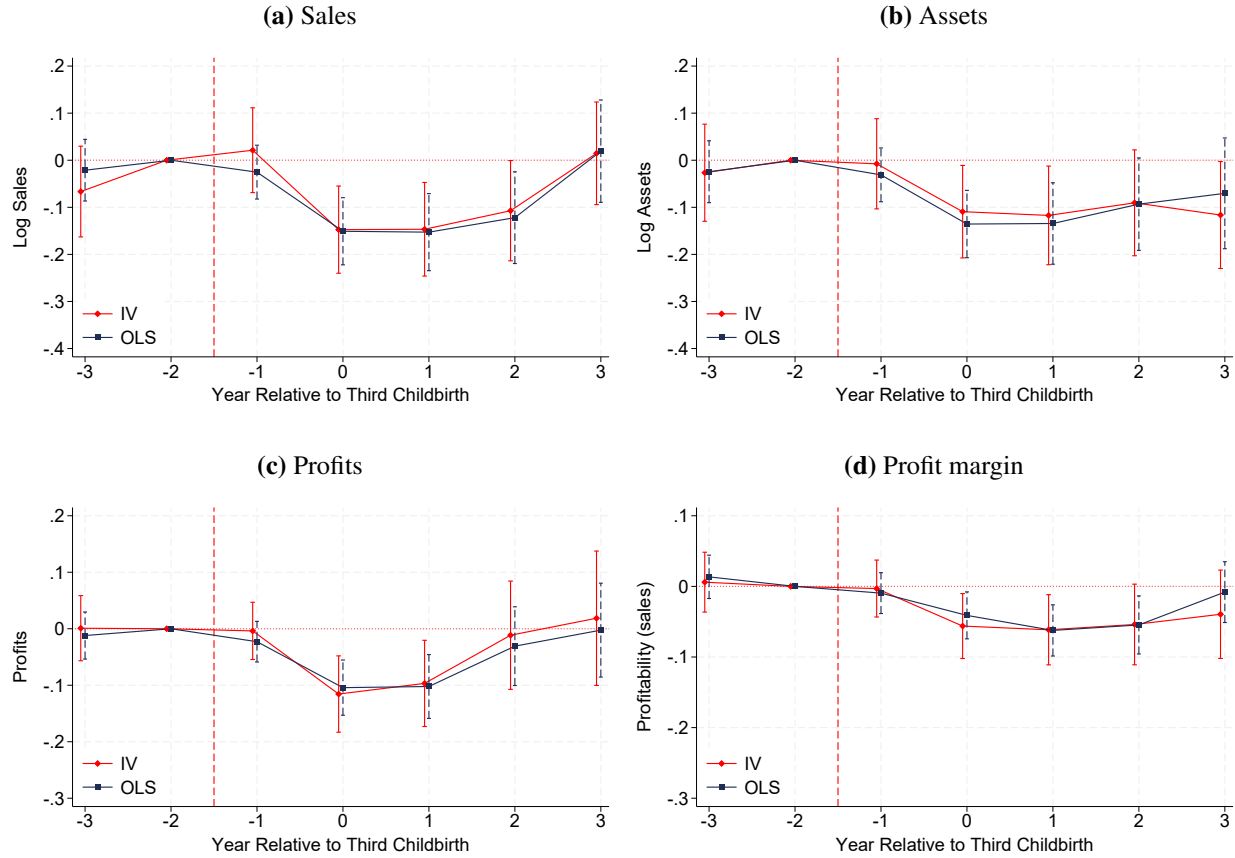 (a) Sales
.2
.1
0
-.1
-.2
-.3
-.4
Log Sales
IV
OLS
-3 -2 -1 0 1 2 3
Year Relative to Third Childbirth
(b) Assets
.2
.1
0
-.1
-.2
-.3
-.4
Log Assets
IV
OLS
-3 -2 -1 0 1 2 3
Year Relative to Third Childbirth
(c) Profits
.2
.1
0
-.1
-.2
-.3
Profits
IV
OLS
-3 -2 -1 0 1 2 3
Year Relative to Third Childbirth
(d) Profit margin
.1
0
-.1
-.2
-.3
Profitability (sales)
IV
OLS
-3 -2 -1 0 1 2 3
Year Relative to Third Childbirth